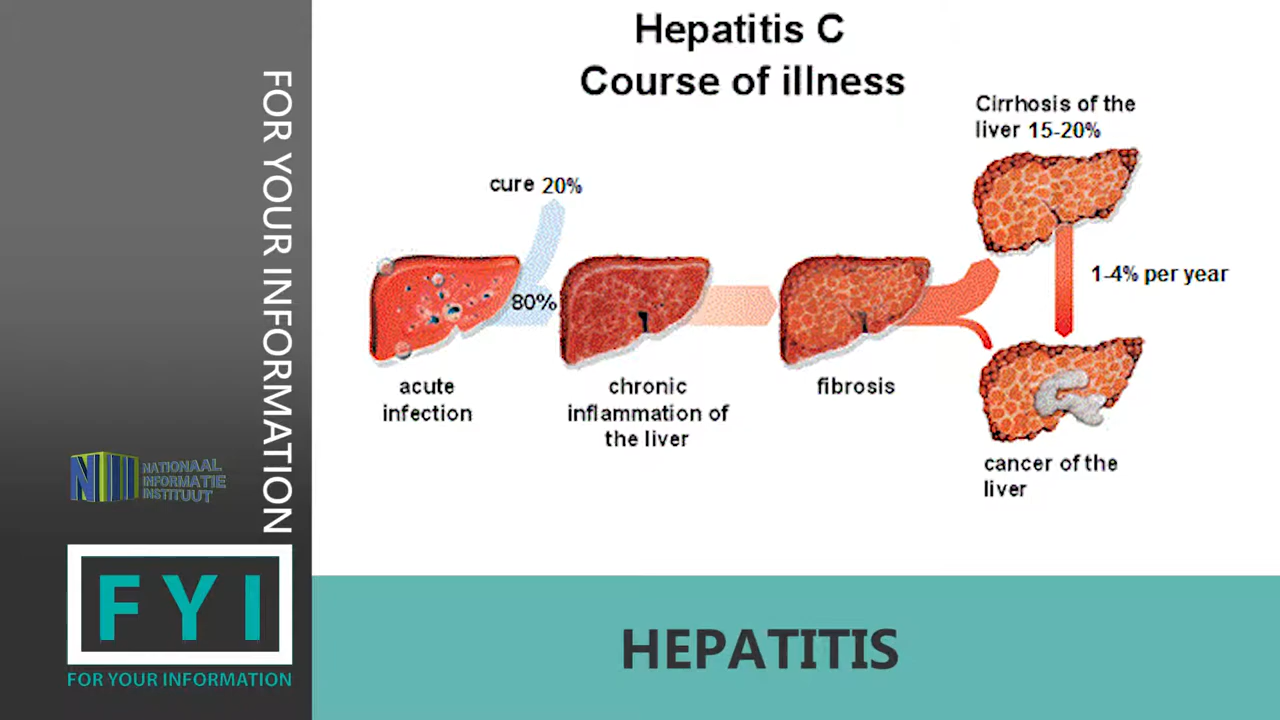 Hepatitis C
Course of illness
Cirrhosis of the
liver 15-20%
cure 20%
80%
1-4% per year
acute
infection
chronic
inflammation of
the liver
fibrosis
cancer of the
liver
FOR YOUR INFORMATION
NII
NATIONAAL
INFORMATIE
INSTITUUT
FYI
FOR YOUR INFORMATION
HEPATITIS